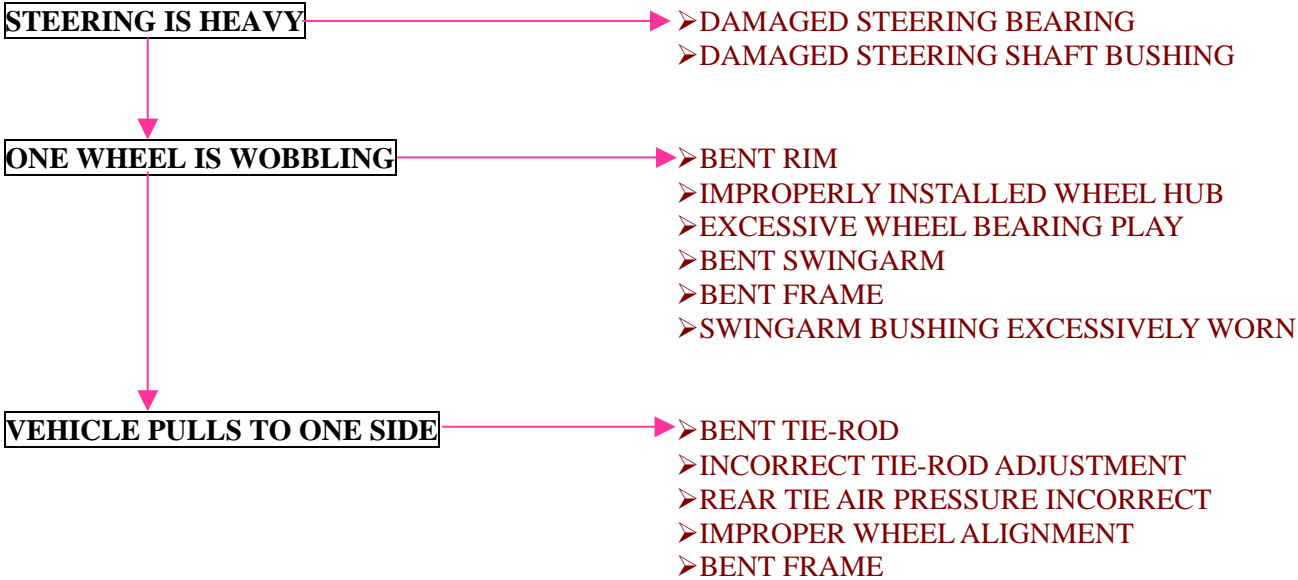 STEERING IS HEAVY
➢DAMAGED STEERING BEARING
➢DAMAGED STEERING SHAFT BUSHING
ONE WHEEL IS WOBBLING
➢BENT RIM
➢IMPROPERLY INSTALLED WHEEL HUB
➢EXCESSIVE WHEEL BEARING PLAY
➢BENT SWINGARM
➢BENT FRAME
➢SWINGARM BUSHING EXCESSIVELY WORN
VEHICLE PULLS TO ONE SIDE
➢BENT TIE-ROD
➢INCORRECT TIE-ROD ADJUSTMENT
➢REAR TIE AIR PRESSURE INCORRECT
➢IMPROPER WHEEL ALIGNMENT
➢BENT FRAME